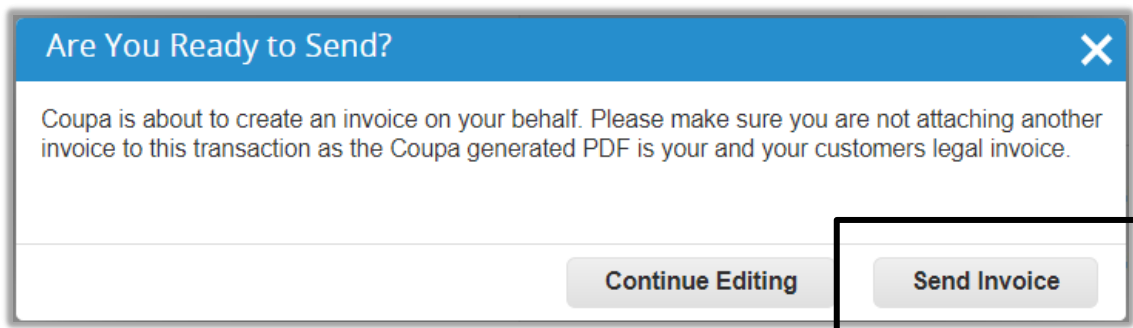 Are You Ready to Send?
Coupa is about to create an invoice on your behalf. Please make sure you are not attaching another
invoice to this transaction as the Coupa generated PDF is your and your customers legal invoice.
Continue Editing Send Invoice